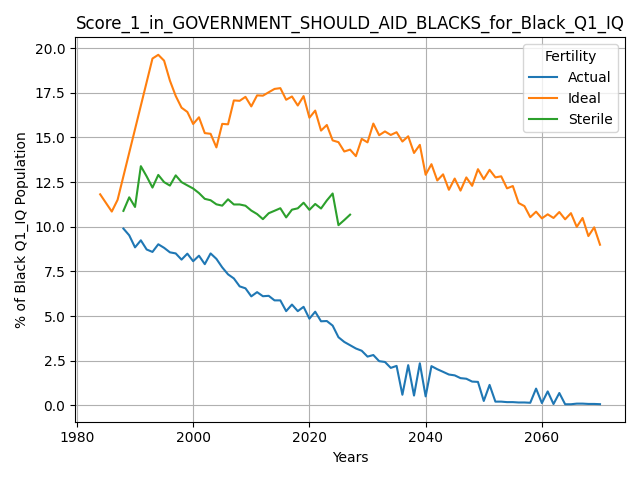 Score_1_in_GOVERNMENT_SHOULD_AID_BLACKS_for_Black_Q1_IQ
Fertility
Actual
Ideal
Sterile
% of Black Q1_IQ Population
20.0
17.5
15.0
12.5
10.0
7.5
5.0
2.5
0.0
1980
2000
2020
2040
2060
Years